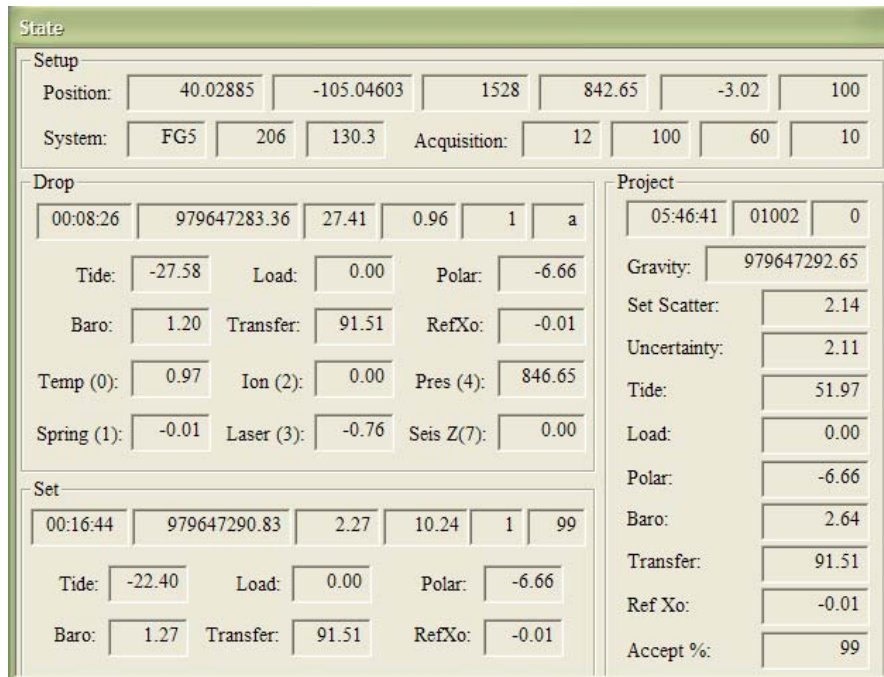 State
Setup
Position: 40.02885 -105.04603 1528 842.65 -3.02 100
System: FG5 206 130.3 Acquisition: 12 100 60 10
Drop
00:08:26 979647283.36 27.41 0.96 1 a
Tide: -27.58 Load: 0.00 Polar: -6.66
Baro: 1.20 Transfer: 91.51 RefXo: -0.01
Temp (0): 0.97 Ion (2): 0.00 Pres (4): 846.65
Spring (1): -0.01 Laser (3): -0.76 Seis Z(7): 0.00
Set
00:16:44 979647290.83 2.27 10.24 1 99
Tide: -22.40 Load: 0.00 Polar: -6.66
Baro: 1.27 Transfer: 91.51 RefXo: -0.01
Project
05:46:41 01002 0
Gravity: 979647292.65
Set Scatter: 2.14
Uncertainty: 2.11
Tide: 51.97
Load: 0.00
Polar: -6.66
Baro: 2.64
Transfer: 91.51
Ref Xo: -0.01
Accept %: 99